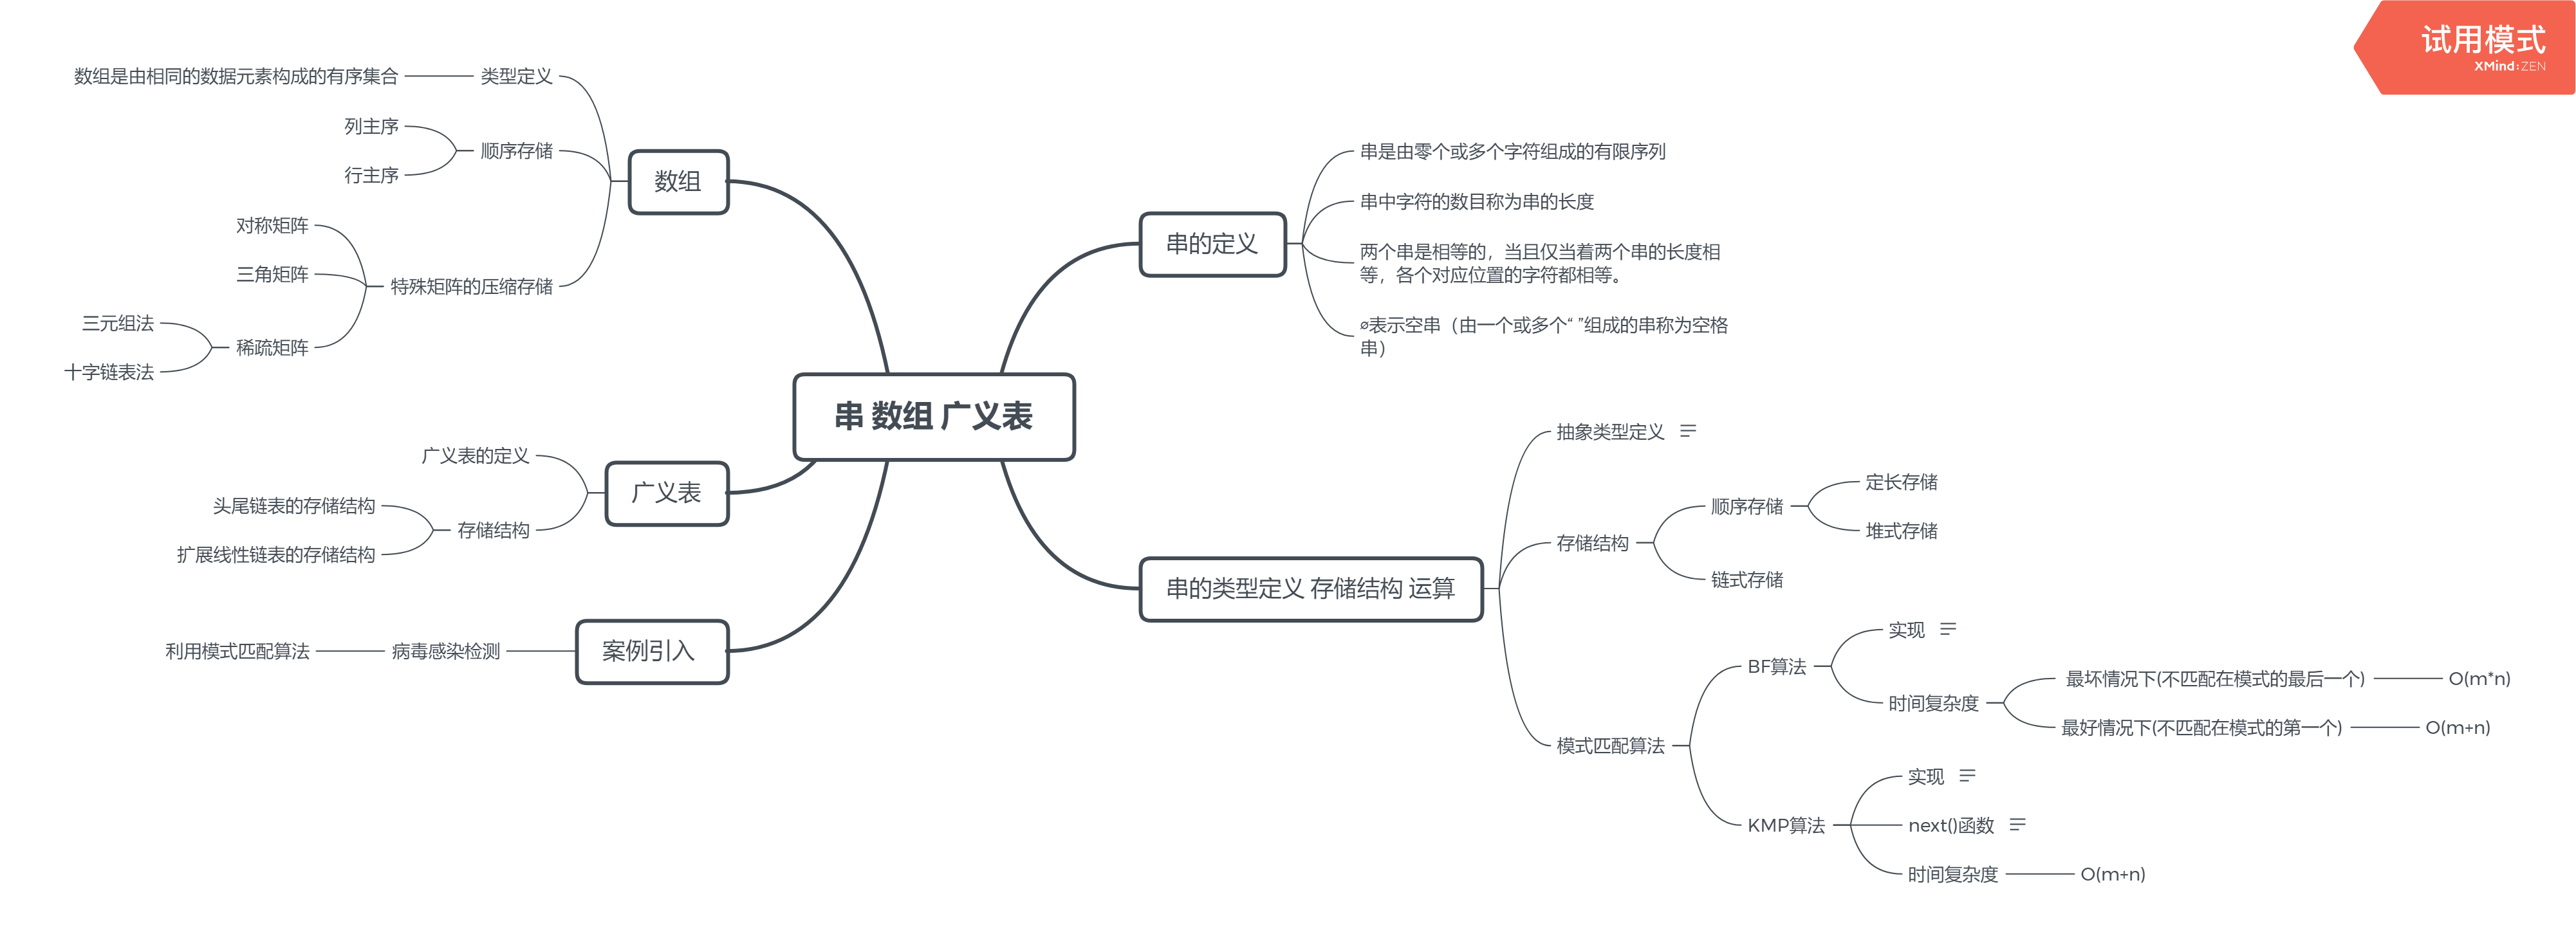 试用模式
XMind:ZEN
串 数组 广义表
串的定义
串是由零个或多个字符组成的有限序列
串中字符的数目称为串的长度
两个串是相等的，当且仅当着两个串的长度相
等，各个对应位置的字符都相等。
∅表示空串（由一个或多个“ ”组成的串称为空格
串）
串的类型定义 存储结构 运算
抽象类型定义
存储结构
顺序存储
定长存储
堆式存储
链式存储
模式匹配算法
BF算法
实现
时间复杂度
最坏情况下(不匹配在模式的最后一个)
O(m*n)
最好情况下(不匹配在模式的第一个)
O(m+n)
KMP算法
实现
next()函数
时间复杂度
O(m+n)
数组
类型定义
数组是由相同的数据元素构成的有序集合
顺序存储
列主序
行主序
特殊矩阵的压缩存储
对称矩阵
三角矩阵
稀疏矩阵
三元组法
十字链表法
广义表
广义表的定义
存储结构
头尾链表的存储结构
扩展线性链表的存储结构
案例引入
病毒感染检测
利用模式匹配算法